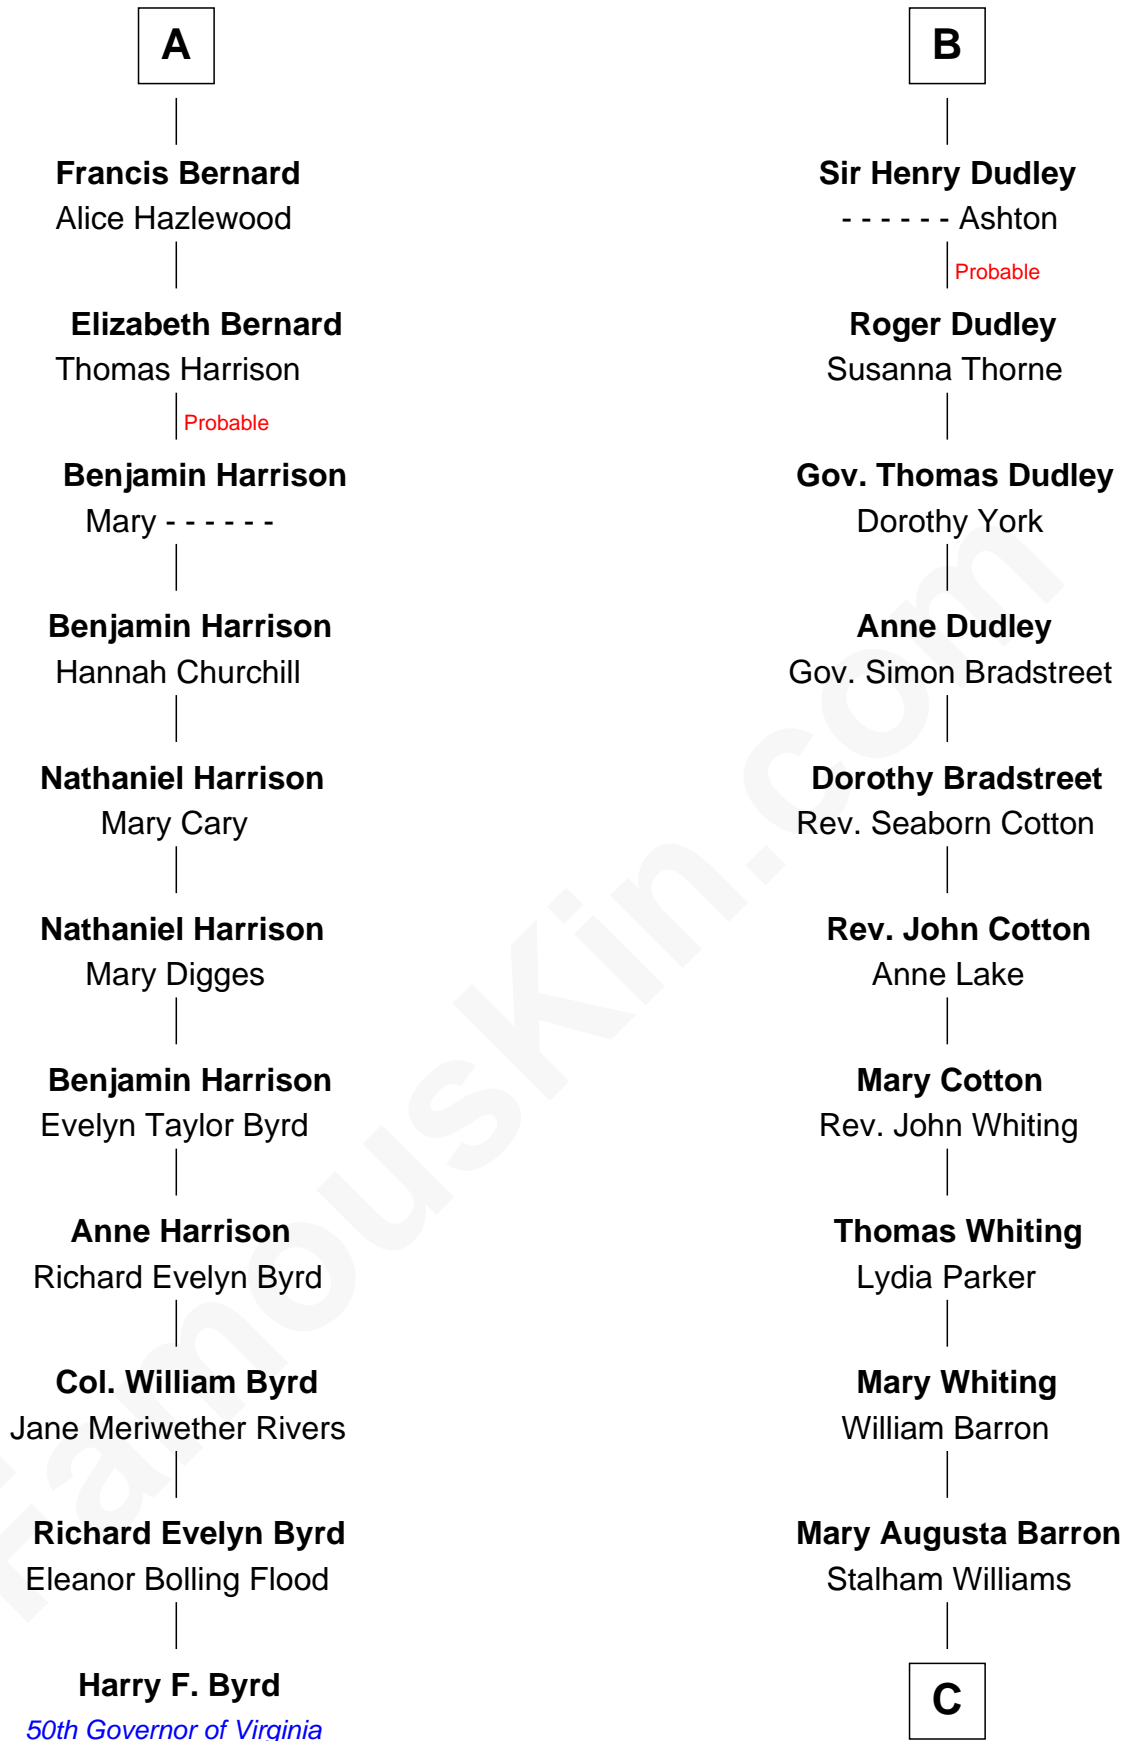 A
Francis Bernard
Alice Hazlewood
Elizabeth Bernard
Thomas Harrison
Probable
Benjamin Harrison
Mary - - - - - -
Benjamin Harrison
Hannah Churchill
Nathaniel Harrison
Mary Cary
Nathaniel Harrison
Mary Digges
Benjamin Harrison
Evelyn Taylor Byrd
Anne Harrison
Richard Evelyn Byrd
Col. William Byrd
Jane Meriwether Rivers
Richard Evelyn Byrd
Eleanor Bolling Flood
Harry F. Byrd
50th Governor of Virginia
B
Sir Henry Dudley
- - - - - - Ashton
Probable
Roger Dudley
Susanna Thorne
Gov. Thomas Dudley
Dorothy York
Anne Dudley
Gov. Simon Bradstreet
Dorothy Bradstreet
Rev. Seaborn Cotton
Rev. John Cotton
Anne Lake
Mary Cotton
Rev. John Whiting
Thomas Whiting
Lydia Parker
Mary Whiting
William Barron
Mary Augusta Barron
Stalham Williams
C
FamousKin.com